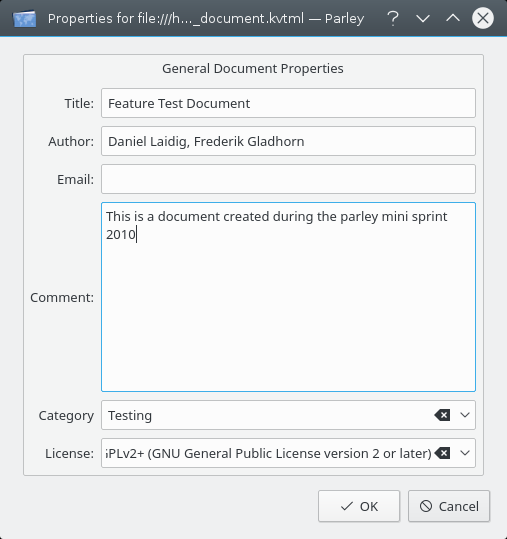 Properties for file:///h..._document.kvtml — Parley
General Document Properties
Title: Feature Test Document
Author: Daniel Laidig, Frederik Gladhorn
Email:
This is a document created during the parley mini sprint
2010
Comment:
Category Testing
License: GPLv2+ (GNU General Public License version 2 or later)
OK Cancel